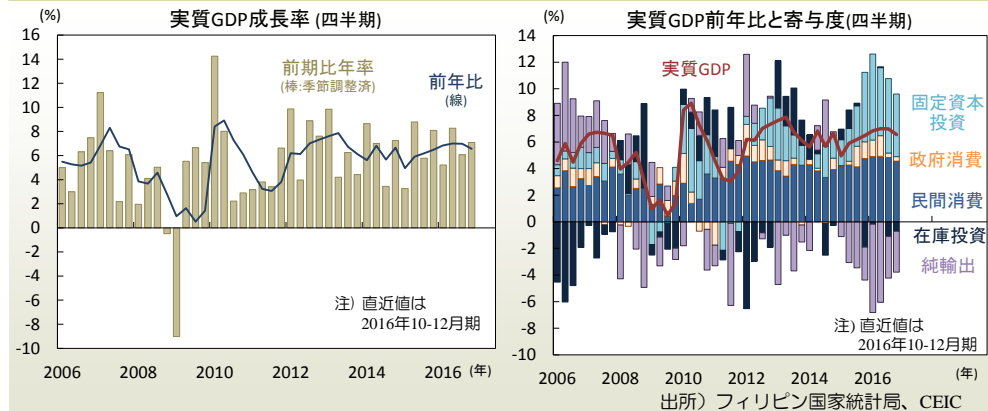 実質GDP成長率 (四半期)
(%)
16
14
12
10
8
6
4
2
0
-2
-4
-6
-8
-10
前期比年率
(棒:季節調整済)
前年比
(線)
注) 直近値は
2016年10-12月期
2006 2008 2010 2012 2014 2016 (年)
実質GDP前年比と寄与度(四半期)
(%)
14
12
10
8
6
4
2
0
-2
-4
-6
-8
-10
実質GDP
固定資本
投資
政府消費
民間消費
在庫投資
純輸出
注) 直近値は
2016年10-12月期
2006 2008 2010 2012 2014 2016 (年)
出所）フィリピン国家統計局、CEIC